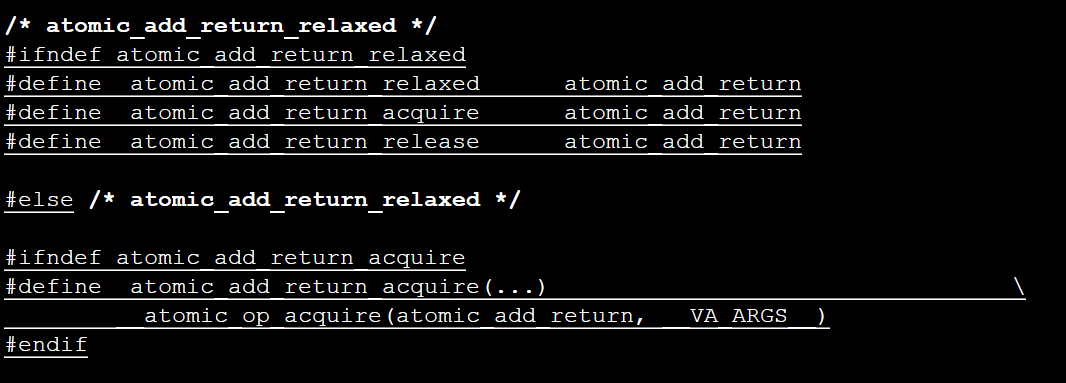 /* atomic_add_return_relaxed */
#ifndef atomic_add_return_relaxed
#define  atomic_add_return_relaxed      atomic_add_return
#define  atomic_add_return_acquire      atomic_add_return
#define  atomic_add_return_release      atomic_add_return
#else /* atomic_add_return_relaxed */
#ifndef atomic_add_return_acquire
#define  atomic_add_return_acquire(...)                                 \
        __atomic_op_acquire(atomic_add_return, __VA_ARGS__)
#endif